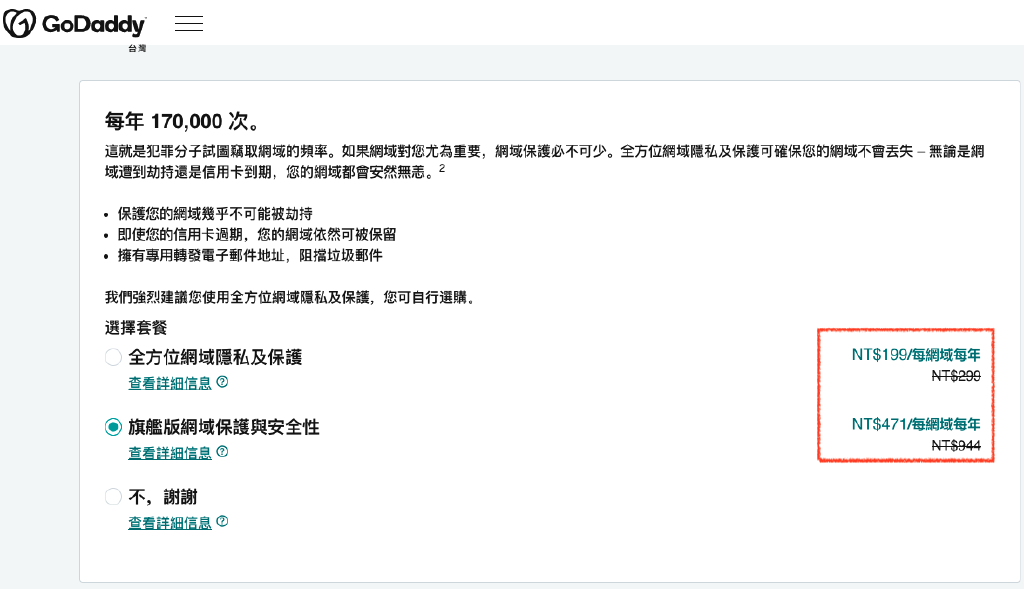 GoDaddy
台灣
每年 170,000 次。
這就是犯罪分子試圖竊取網域的頻率。如果網域對您尤為重要，網域保護必不可少。全方位網域隱私及保護可確保您的網域不會丟失 – 無論是網
域遭到劫持還是信用卡到期，您的網域都會安然無恙。2
• 保護您的網域幾乎不可能被劫持
• 即使您的信用卡過期，您的網域依然可被保留
• 擁有專用轉發電子郵件地址，阻擋垃圾郵件
我們強烈建議您使用全方位網域隱私及保護，您可自行選購。
選擇套餐
全方位網域隱私及保護
NT$199/每網域每年
查看詳細信息 ?
NT$299
旗艦版網域保護與安全性
NT$471/每網域每年
查看詳細信息 ?
NT$944
不，謝謝
查看詳細信息 ?